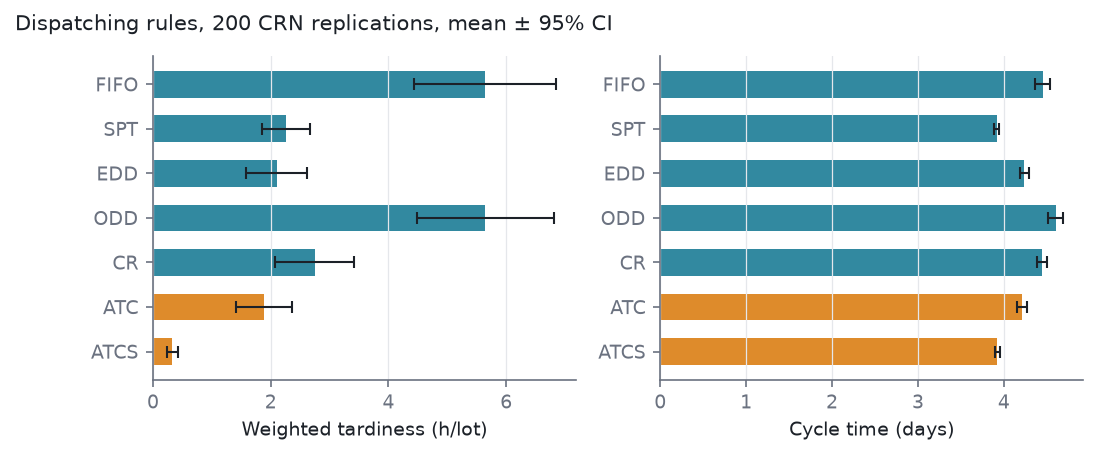 Dispatching rules, 200 CRN replications, mean ± 95% CI
FIFO
SPT
EDD
ODD
CR
ATC
ATCS
0 2 4 6
Weighted tardiness (h/lot)
FIFO
SPT
EDD
ODD
CR
ATC
ATCS
0 1 2 3 4
Cycle time (days)